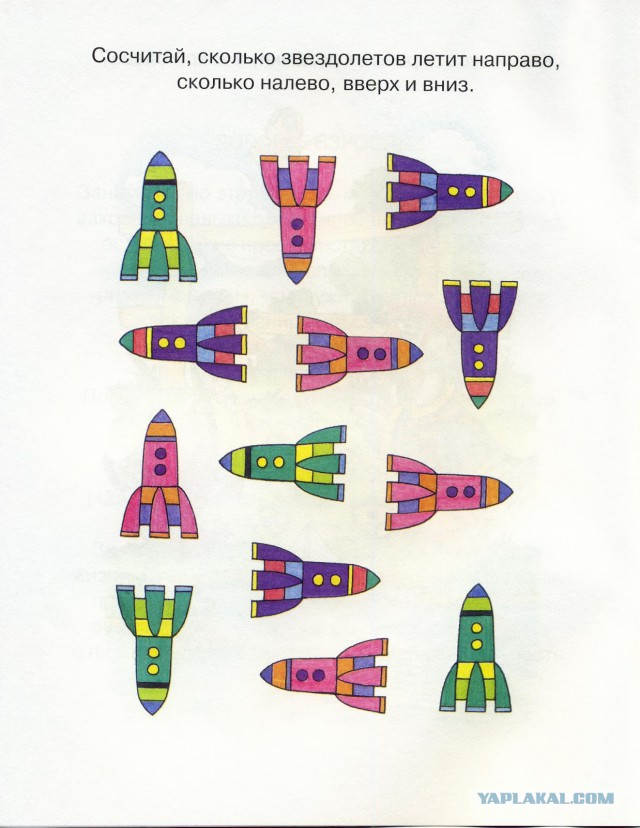 Сосчитай, сколько звездолетов летит направо,
сколько налево, вверх и вниз.
YAPLAKAL.COM